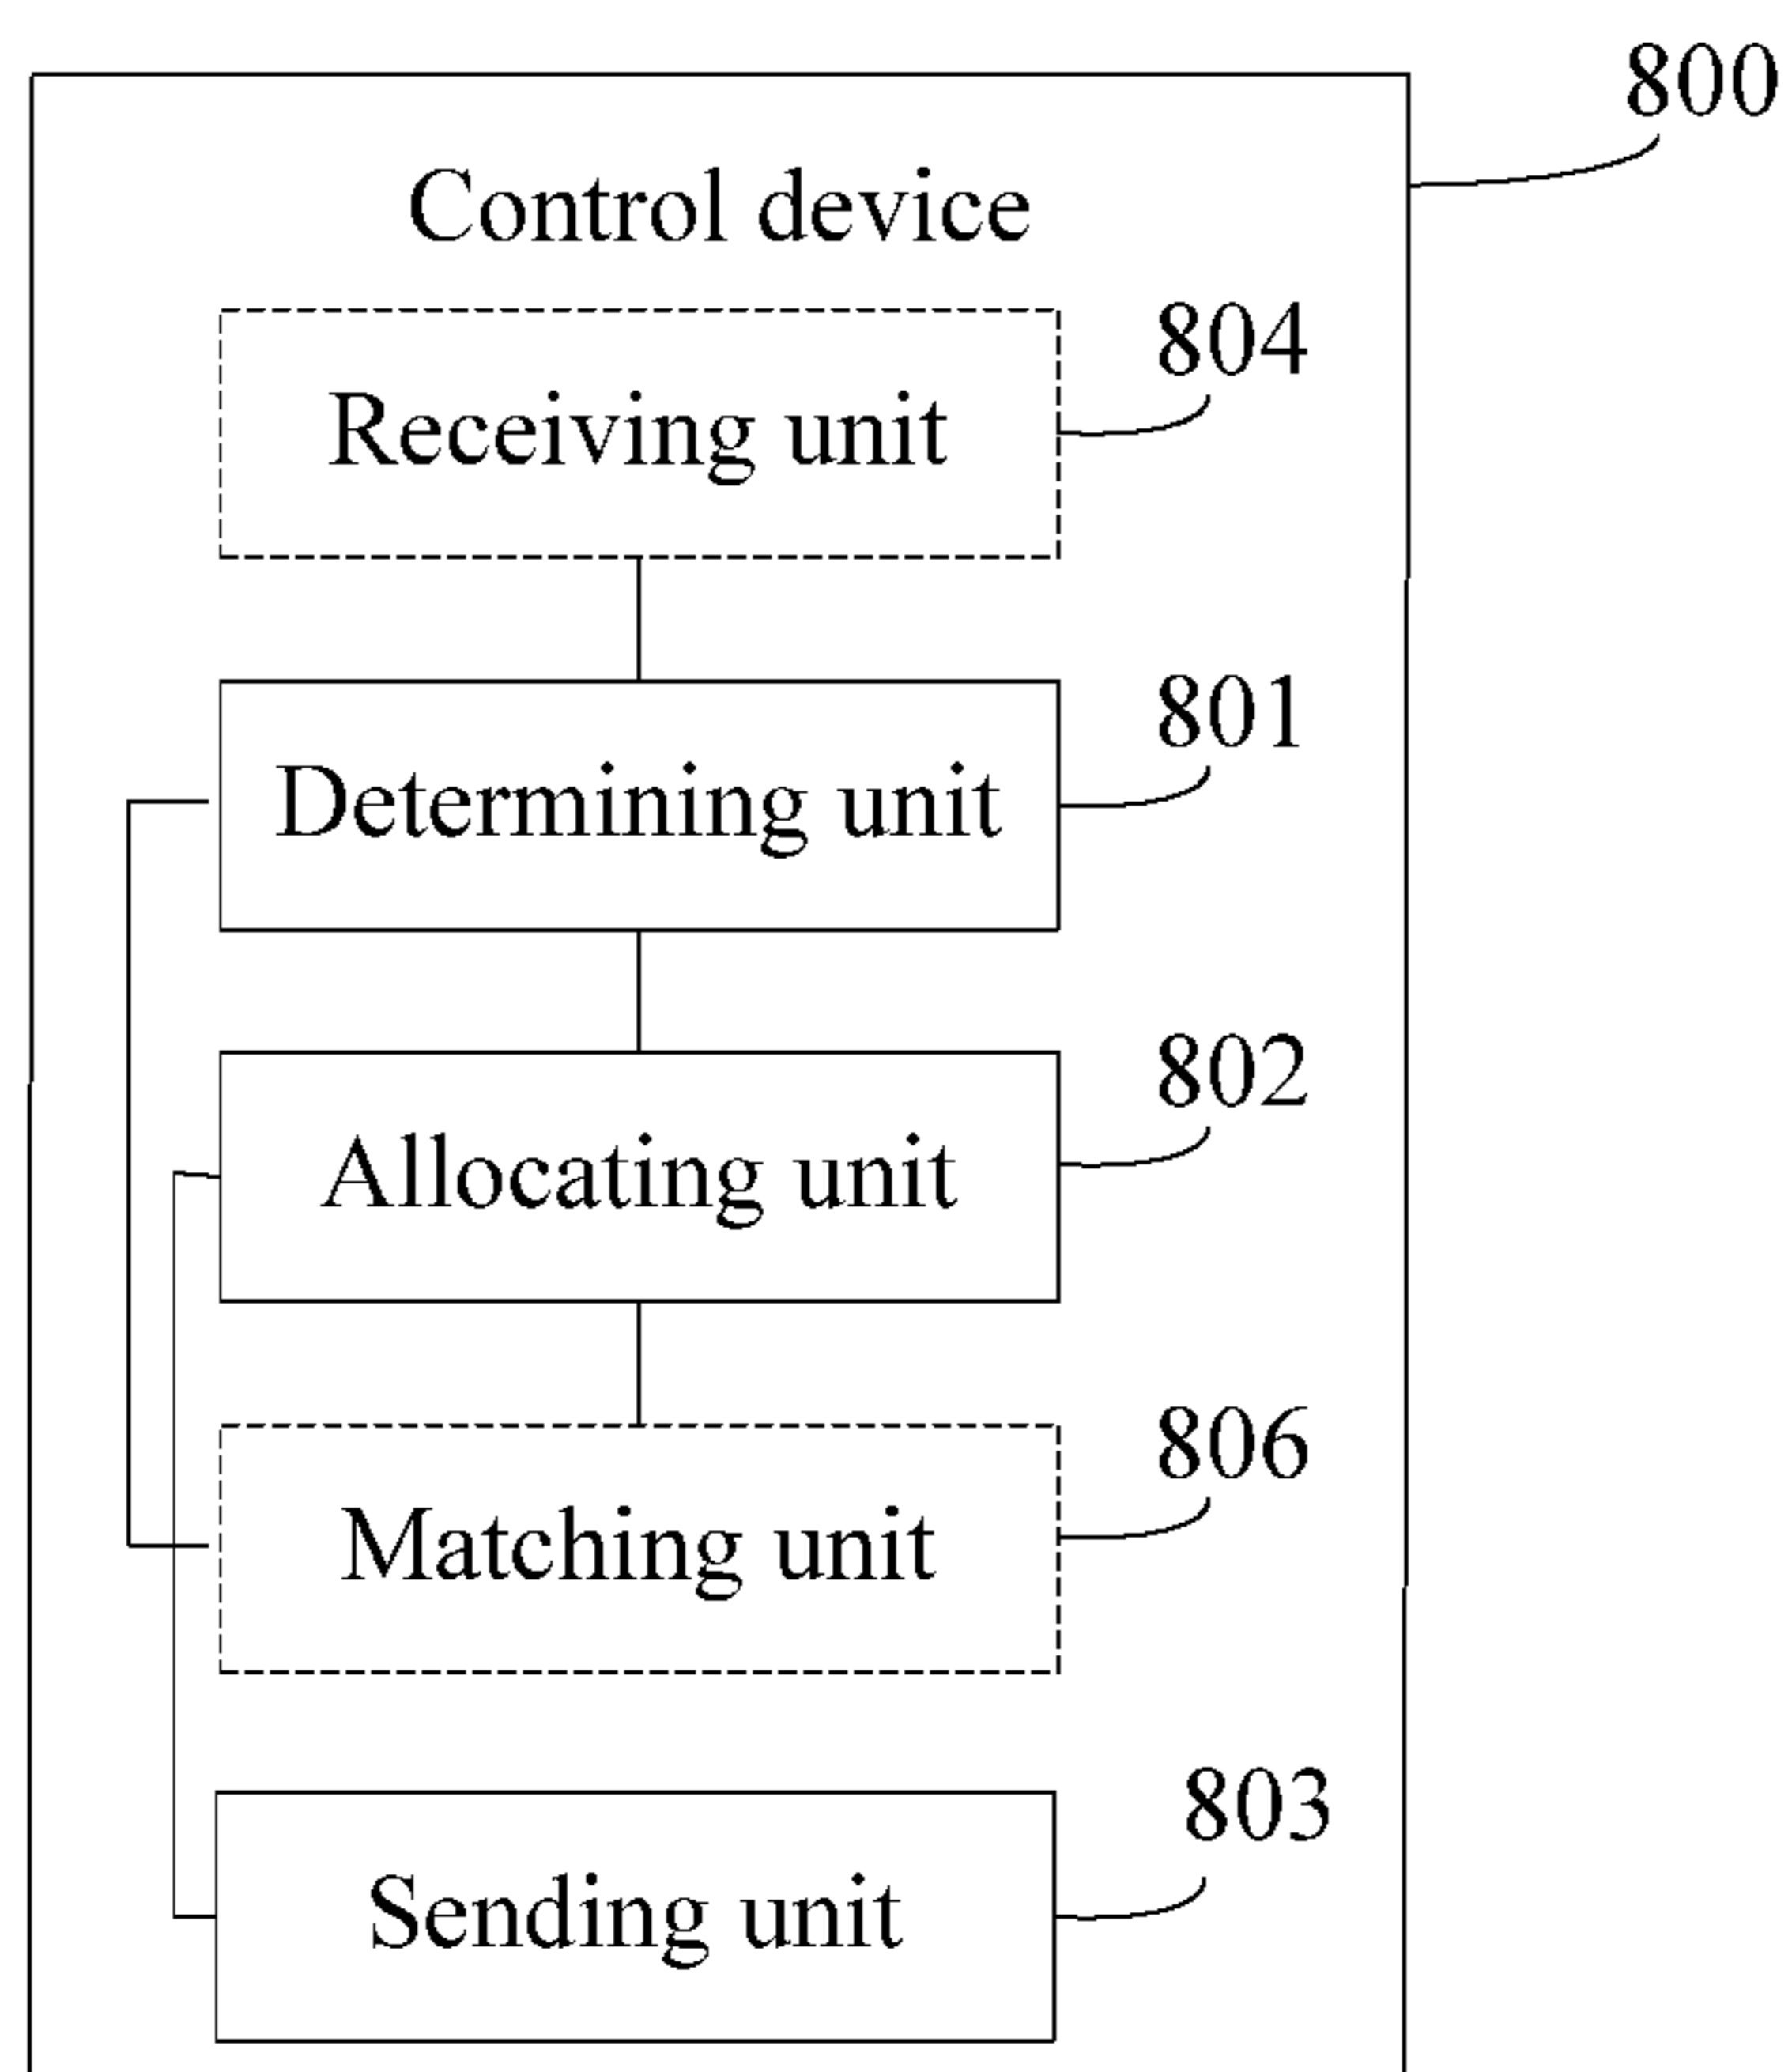 800
Control device
804
Receiving unit
801
Determining unit
802
Allocating unit
806
Matching unit
803
Sending unit